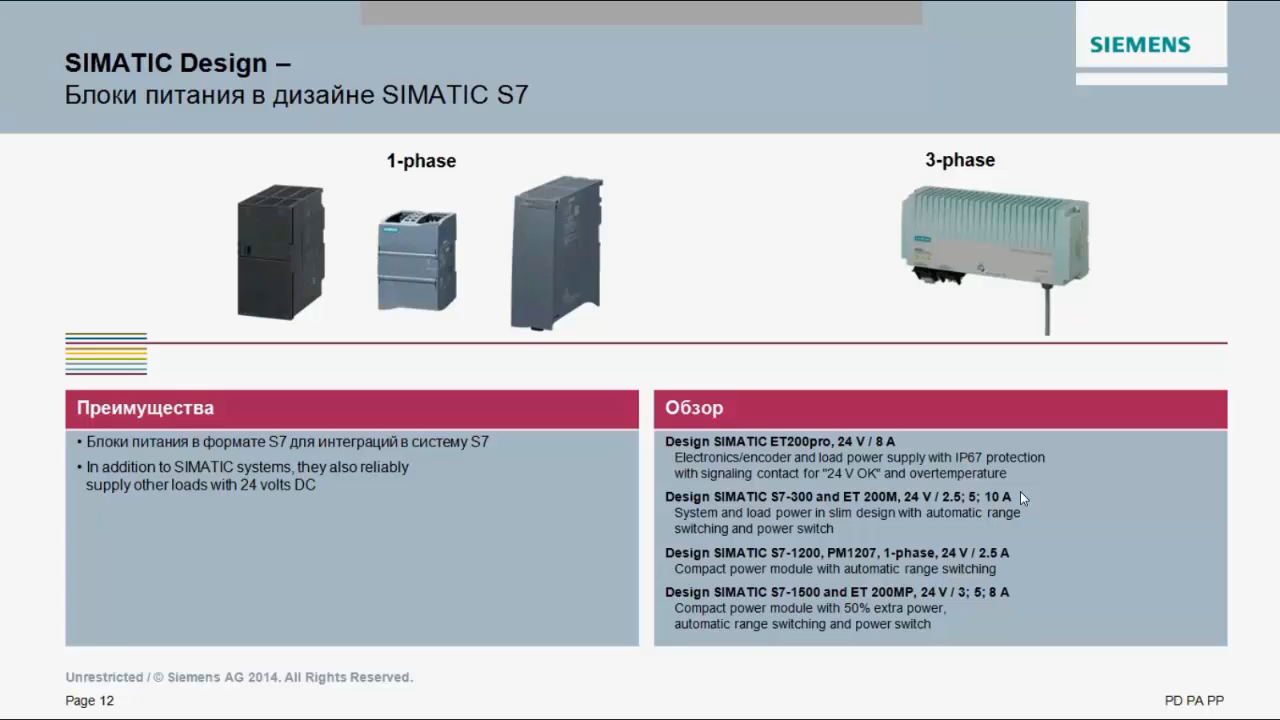 SIMATIC Design –
Блоки питания в дизайне SIMATIC S7
SIEMENS
1-phase
3-phase
Преимущества
• Блоки питания в формате S7 для интеграций в систему S7
• In addition to SIMATIC systems, they also reliably
supply other loads with 24 volts DC
Обзор
Design SIMATIC ET200pro, 24 V / 8 A
Electronics/encoder and load power supply with IP67 protection
with signaling contact for "24 V OK" and overtemperature
Design SIMATIC S7-300 and ET 200M, 24 V / 2.5; 5; 10 A
System and load power in slim design with automatic range
switching and power switch
Design SIMATIC S7-1200, PM1207, 1-phase, 24 V / 2.5 A
Compact power module with automatic range switching
Design SIMATIC S7-1500 and ET 200MP, 24 V / 3; 5; 8 A
Compact power module with 50% extra power,
automatic range switching and power switch
Unrestricted / © Siemens AG 2014. All Rights Reserved.
Page 12
PD PA PP